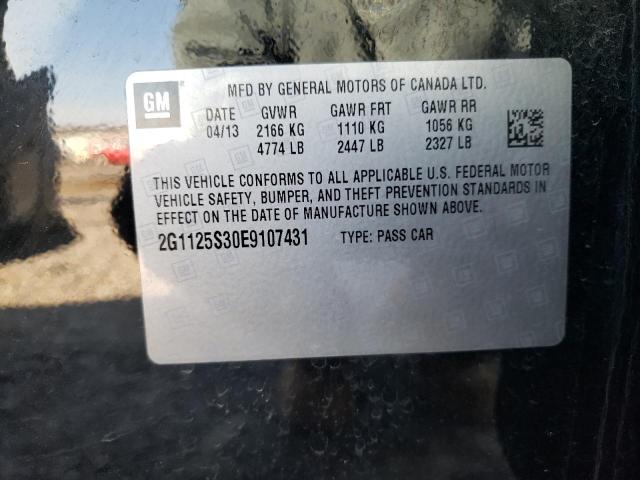 GM
MFD BY GENERAL MOTORS OF CANADA LTD.
DATE GVWR GAWR FRT GAWR RR
04/13 2166 KG 1110 KG 1056 KG
4774 LB 2447 LB 2327 LB
THIS VEHICLE CONFORMS TO ALL APPLICABLE U.S. FEDERAL MOTOR
VEHICLE SAFETY, BUMPER, AND THEFT PREVENTION STANDARDS IN
EFFECT ON THE DATE OF MANUFACTURE SHOWN ABOVE.
2G1125S30E9107431 TYPE: PASS CAR